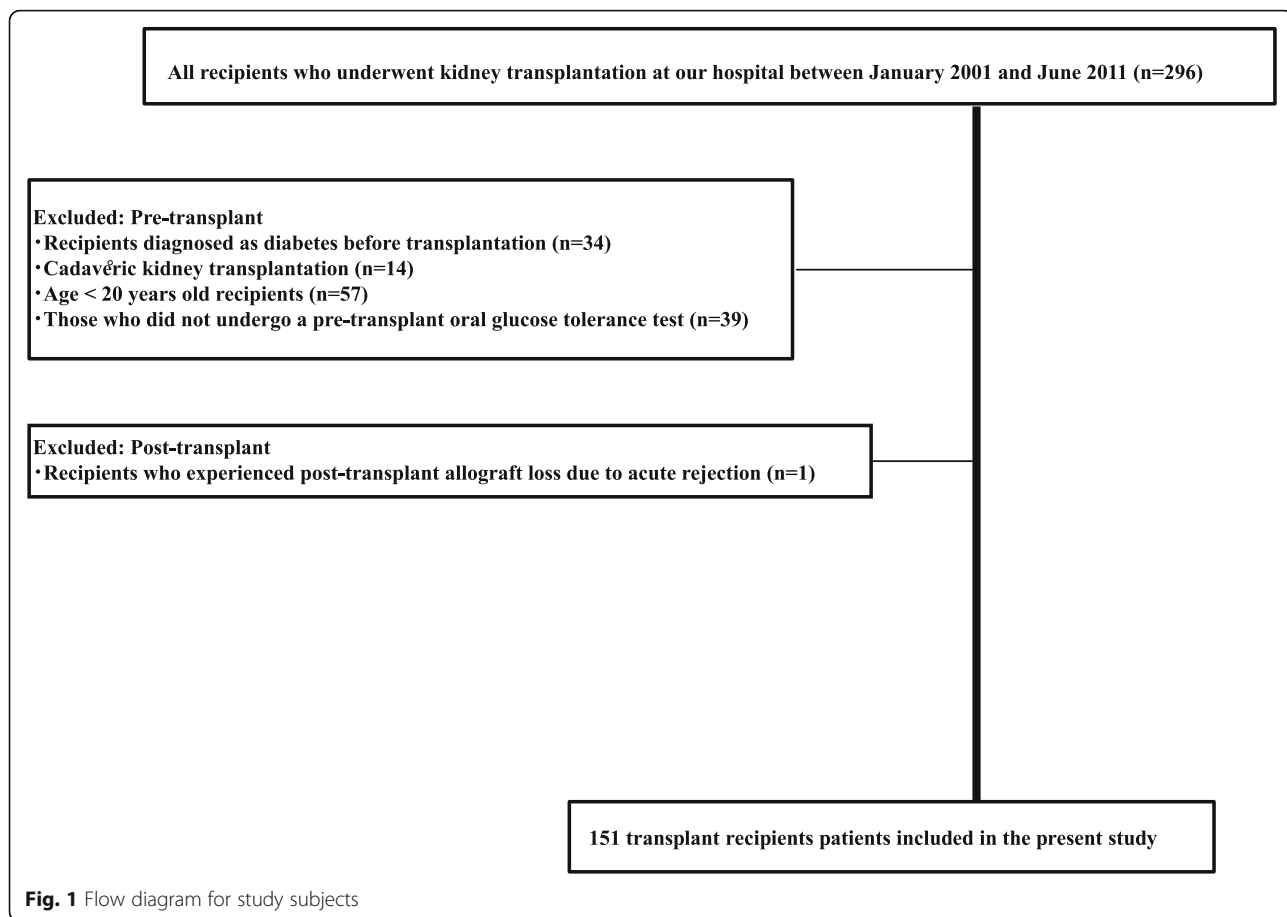 All recipients who underwent kidney transplantation at our hospital between January 2001 and June 2011 (n=296)
Excluded: Pre-transplant
・Recipients diagnosed as diabetes before transplantation (n=34)
・Cadaveric kidney transplantation (n=14)
・Age < 20 years old recipients (n=57)
・Those who did not undergo a pre-transplant oral glucose tolerance test (n=39)
Excluded: Post-transplant
・Recipients who experienced post-transplant allograft loss due to acute rejection (n=1)
151 transplant recipients patients included in the present study
Fig. 1 Flow diagram for study subjects